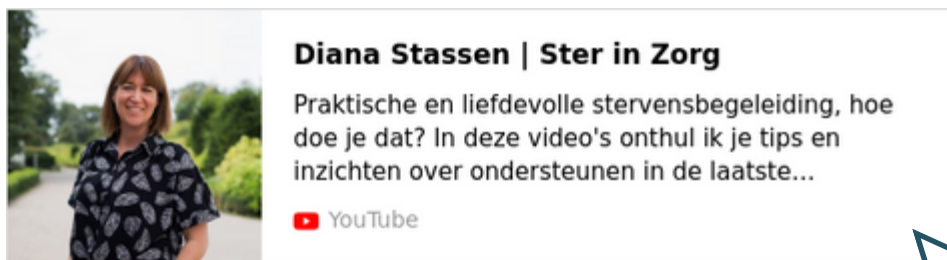 Diana Stassen | Ster in Zorg
Praktische en liefdevolle stervensbegeleiding, hoe
doe je dat? In deze video's onthul ik je tips en
inzichten over ondersteunen in de laatste...
YouTube